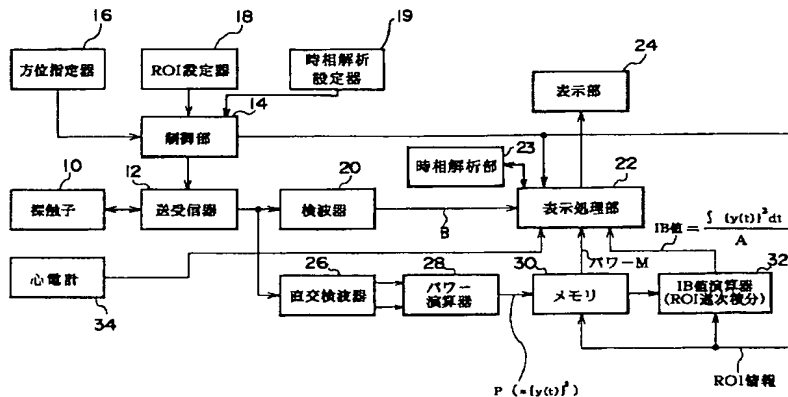 16
18
19
方位指定器
ROI設定器
時相解析
設定器
24
14
表示部
制御部
23
時相解析部
10
12
20
22
探触子
送受信器
検波器
表示処理部
B
IB値 = ∫ {y(t)}²dt / A
26
28
30
パワーM
32
心電計
直交検波器
パワー
演算器
メモリ
IB値演算器
(ROI逐次積分)
34
ROI情報
P (={y(t)}²)